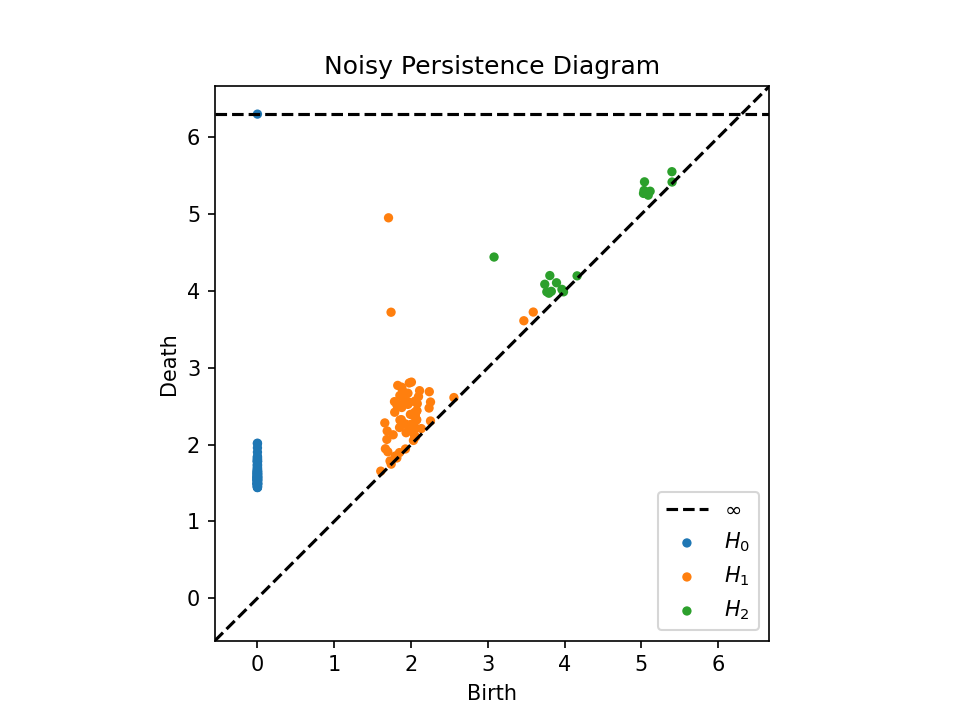 Noisy Persistence Diagram
Death
6
5
4
3
2
1
0
0 1 2 3 4 5 6
Birth
∞
H₀
H₁
H₂